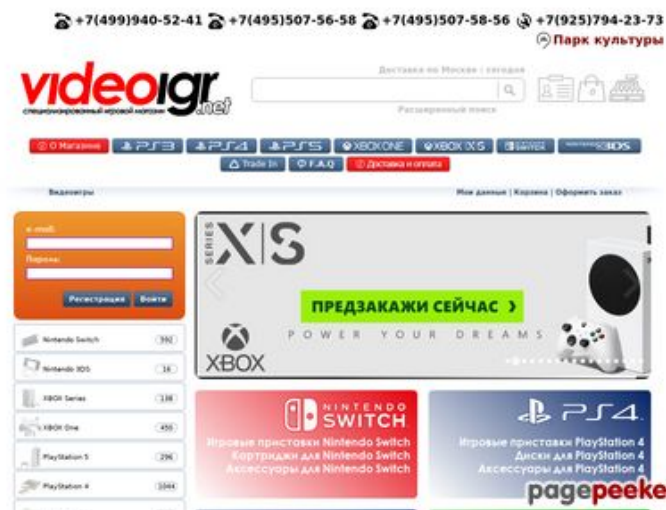 +7(499)940-52-41 +7(495)507-56-58 +7(495)507-58-56 +7(925)794-23-73
Парк культуры
videoigr.net
специализированный игровой магазин
Доставка по Москве : сегодня
Расширенный поиск
О Магазине PS3 PS4 PS5 XBOX ONE XBOX X|S SWITCH NINTENDO 3DS
Trade In F.A.Q Доставка и оплата
Видеоигры
Мои данные | Корзина | Оформить заказ
e-mail:
Пароль:
Регистрация Войти
Nintendo Switch
Nintendo 3DS 16
XBOX Series 138
XBOX One 450
PlayStation 5 296
PlayStation 4 1044
SERIES X|S
ПРЕДЗАКАЖИ СЕЙЧАС
POWER YOUR DREAMS
XBOX
NINTENDO
SWITCH
Игровые приставки Nintendo Switch
Картриджи для Nintendo Switch
Аксессуары для Nintendo Switch
PS4
Игровые приставки PlayStation 4
Диски для PlayStation 4
Аксессуары для PlayStation 4
pagepeeke